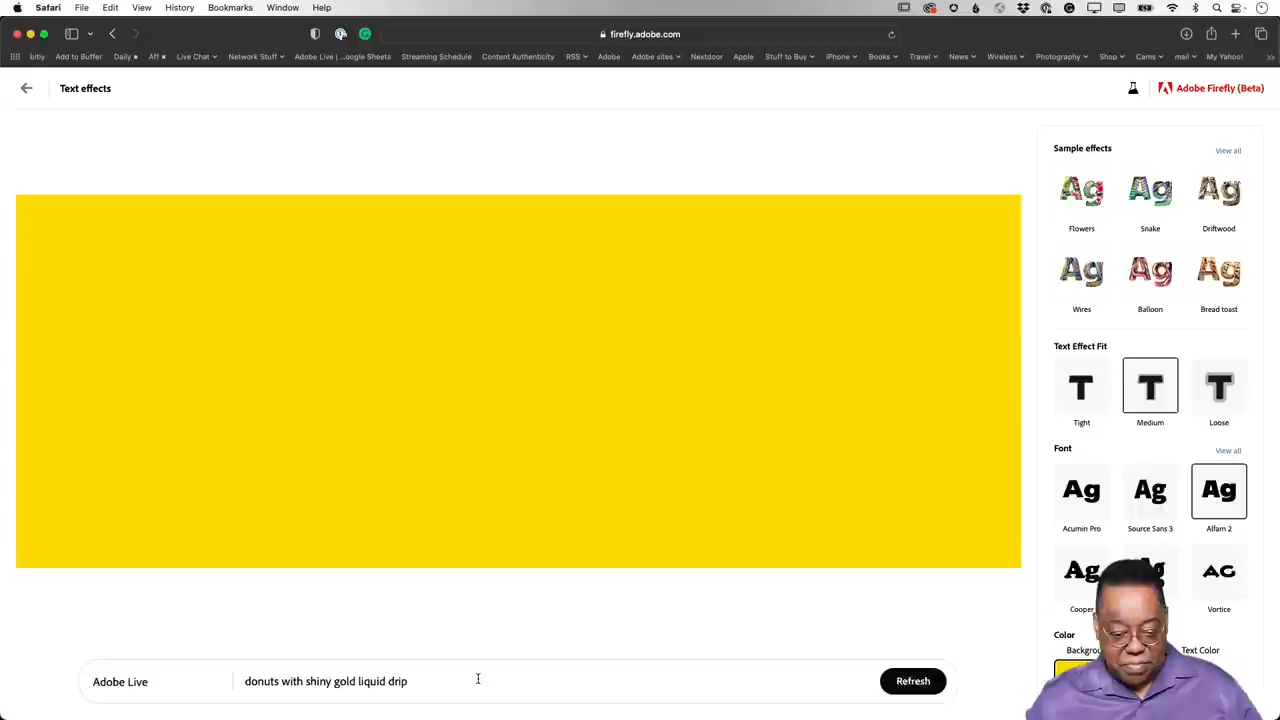 Safari File Edit View History Bookmarks Window Help
firefly.adobe.com
bitly Add to Buffer Daily Aff Live Chat Network Stuff Adobe Live | ...oogle Sheets Streaming Schedule Content Authenticity RSS Adobe Adobe sites Nextdoor Apple Stuff to Buy iPhone Books Travel News Wireless Photography Shop Cams mail My Yahoo!
Text effects
Adobe Firefly (Beta)
Sample effects View all
Ag Ag Ag
Flowers Snake Driftwood
Ag Ag Ag
Wires Balloon Bread toast
Text Effect Fit
T T T
Tight Medium Loose
Font View all
Ag Ag Ag
Acumin Pro Source Sans 3 Alfarn 2
Ag AG
Cooper Vortice
Color
Text Color
Adobe Live donuts with shiny gold liquid drip Refresh